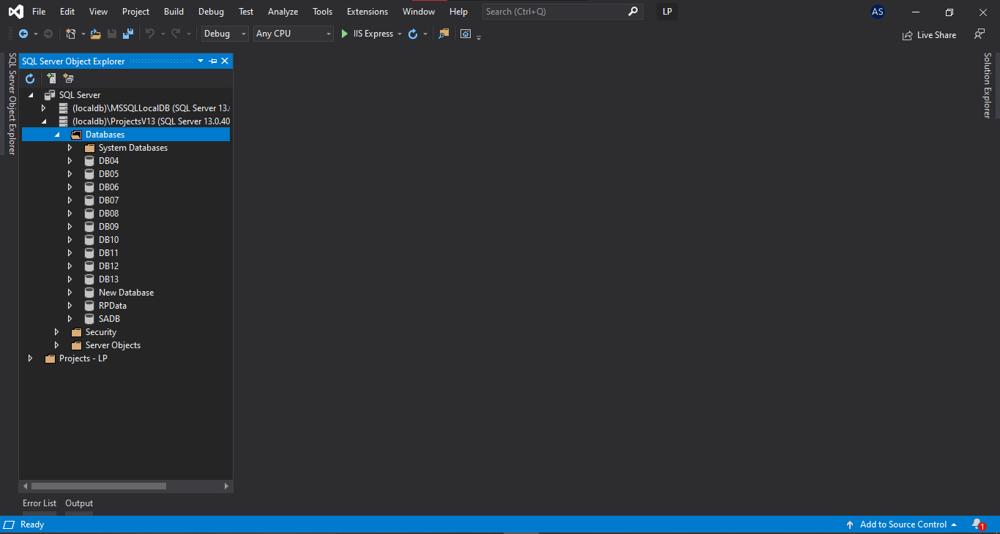 File Edit View Project Build Debug Test Analyze Tools Extensions Window Help Search (Ctrl+Q) LP AS
Debug Any CPU IIS Express Live Share
SQL Server Object Explorer
SQL Server Object Explorer
SQL Server
(localdb)\MSSQLLocalDB (SQL Server 13.
(localdb)\ProjectsV13 (SQL Server 13.0.40
Databases
System Databases
DB04
DB05
DB06
DB07
DB08
DB09
DB10
DB11
DB12
DB13
New Database
RPData
SADB
Security
Server Objects
Projects - LP
Solution Explorer
Error List Output
Ready Add to Source Control 1